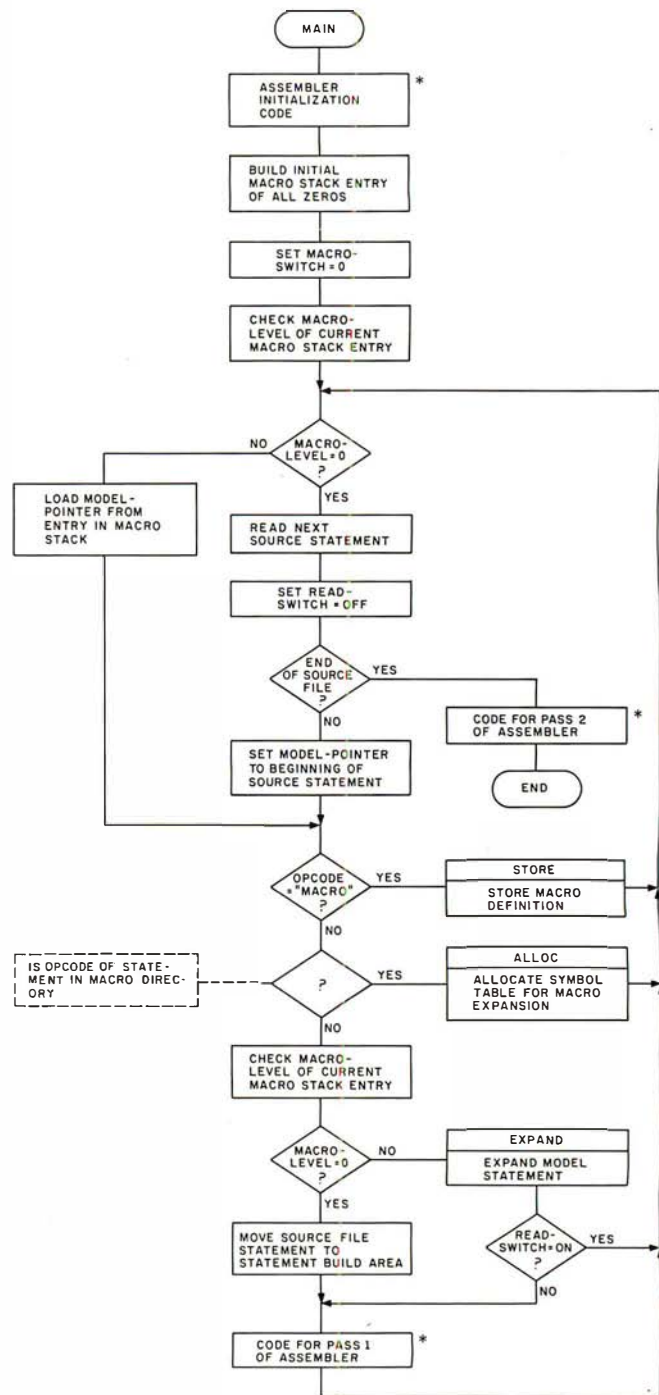 MAIN
ASSEMBLER
INITIALIZATION
CODE
*
BUILD INITIAL
MACRO STACK ENTRY
OF ALL ZEROS
SET MACRO-
SWITCH=0
CHECK MACRO-
LEVEL OF CURRENT
MACRO STACK ENTRY
NO
MACRO-
LEVEL=0
?
YES
LOAD MODEL-
POINTER FROM
ENTRY IN MACRO
STACK
READ NEXT
SOURCE STATEMENT
SET READ-
SWITCH=OFF
END
OF SOURCE
FILE
?
YES
NO
CODE FOR PASS 2
OF ASSEMBLER
*
END
SET MODEL-POINTER
TO BEGINNING OF
SOURCE STATEMENT
OPCODE
="MACRO"
?
YES
NO
STORE
STORE MACRO
DEFINITION
IS OPCODE OF STATE-
MENT IN MACRO DIREC-
ORY
?
YES
NO
ALLOC
ALLOCATE SYMBOL
TABLE FOR MACRO
EXPANSION
CHECK MACRO-
LEVEL OF CURRENT
MACRO STACK ENTRY
MACRO-
LEVEL=0
?
NO
YES
EXPAND
EXPAND MODEL
STATEMENT
MOVE SOURCE FILE
STATEMENT TO
STATEMENT BUILD AREA
READ-
SWITCH=ON
?
YES
NO
CODE FOR PASS 1
OF ASSEMBLER
*